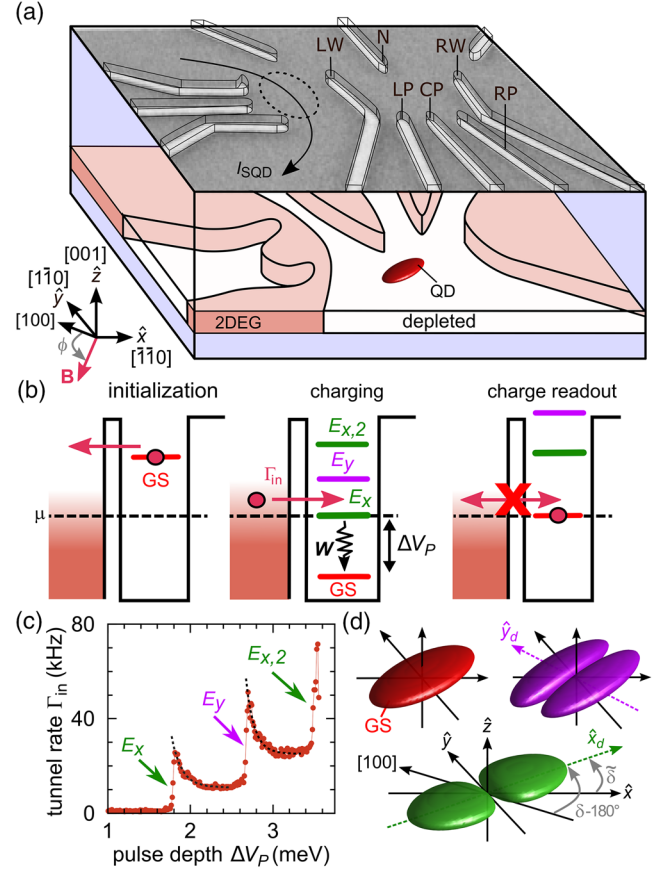 (a)
LW
N
RW
LP
CP
RP
I_SQD
QD
[001]
ẑ
[11̄0]
ŷ
[100]
x̂
ϕ
[1̄1̄0]
B
2DEG
depleted
(b)
initialization
charging
charge readout
E_x,2
GS
Γ_in
E_y
E_x
μ
W
ΔV_P
GS
(c)
80
40
0
tunnel rate Γ_in (kHz)
E_x
E_y
E_x,2
1
2
3
4
pulse depth ΔV_P (meV)
(d)
GS
ŷ_d
ŷ
ẑ
x̂_d
[100]
δ̃
x̂
δ-180°